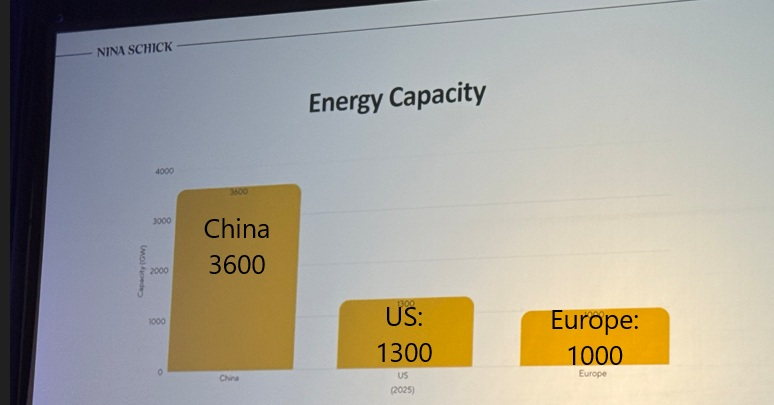 NINA SCHICK
Energy Capacity
4000
3000
2000
1000
0
Capacity (GW)
3600
China
3600
1300
US:
1300
1000
Europe:
1000
China
US
Europe
(2025)